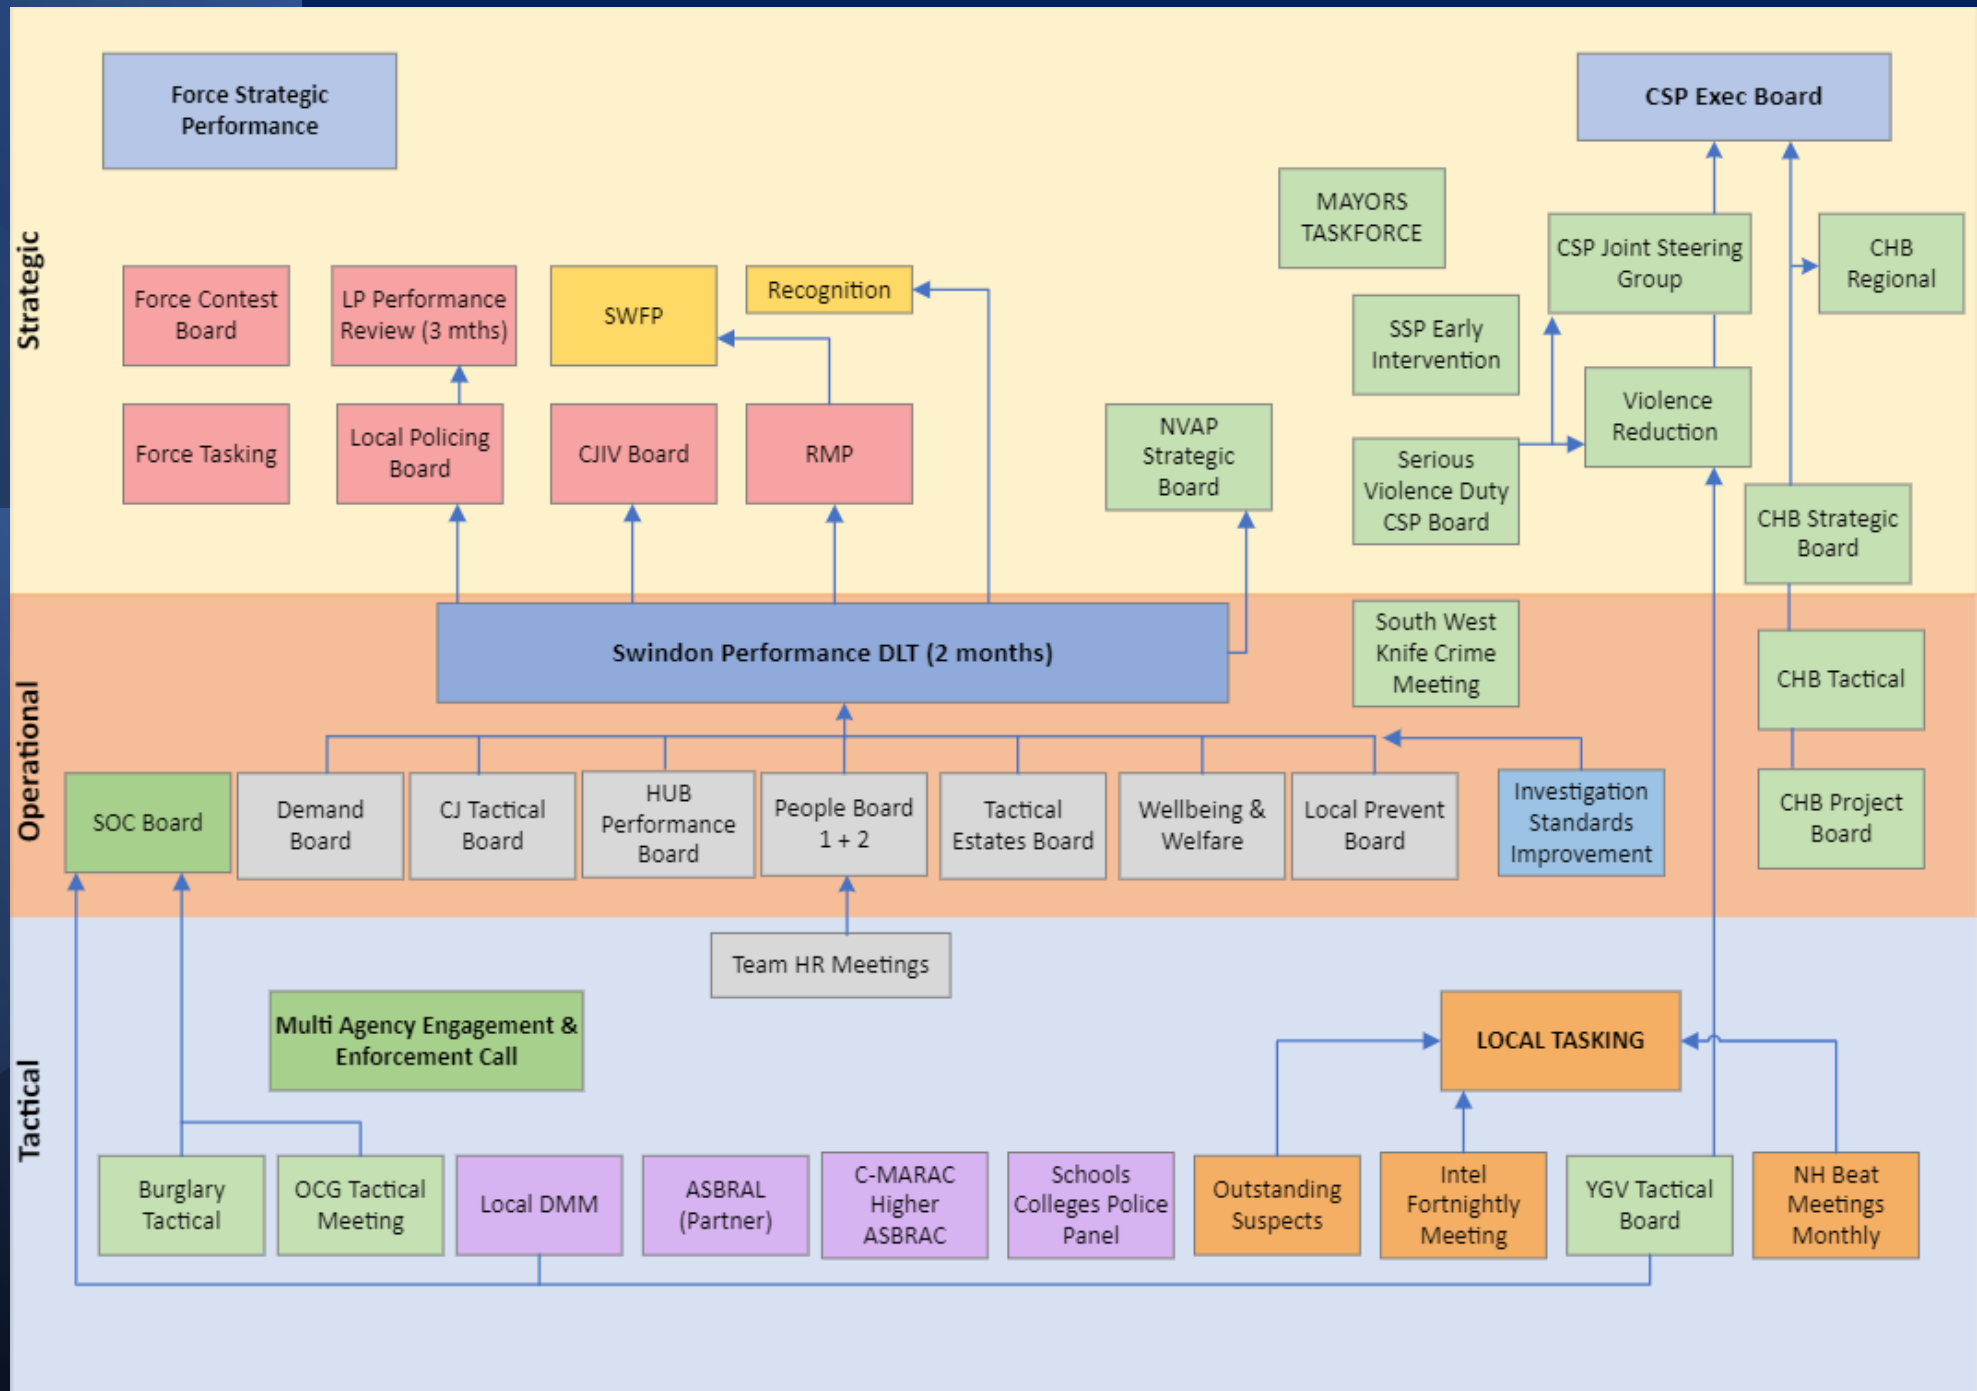 Strategic
Force Strategic
Performance
CSP Exec Board
MAYORS
TASKFORCE
CSP Joint Steering
Group
CHB
Regional
Force Contest
Board
LP Performance
Review (3 mths)
SWFP
Recognition
SSP Early
Intervention
Force Tasking
Local Policing
Board
CJIV Board
RMP
NVAP
Strategic
Board
Serious
Violence Duty
CSP Board
Violence
Reduction
CHB Strategic
Board
Operational
Swindon Performance DLT (2 months)
South West
Knife Crime
Meeting
CHB Tactical
SOC Board
Demand
Board
CJ Tactical
Board
HUB
Performance
Board
People Board
1 + 2
Tactical
Estates Board
Wellbeing &
Welfare
Local Prevent
Board
Investigation
Standards
Improvement
CHB Project
Board
Tactical
Team HR Meetings
Multi Agency Engagement &
Enforcement Call
LOCAL TASKING
Burglary
Tactical
OCG Tactical
Meeting
Local DMM
ASBRAL
(Partner)
C-MARAC
Higher
ASBRAC
Schools
Colleges Police
Panel
Outstanding
Suspects
Intel
Fortnightly
Meeting
YGV Tactical
Board
NH Beat
Meetings
Monthly